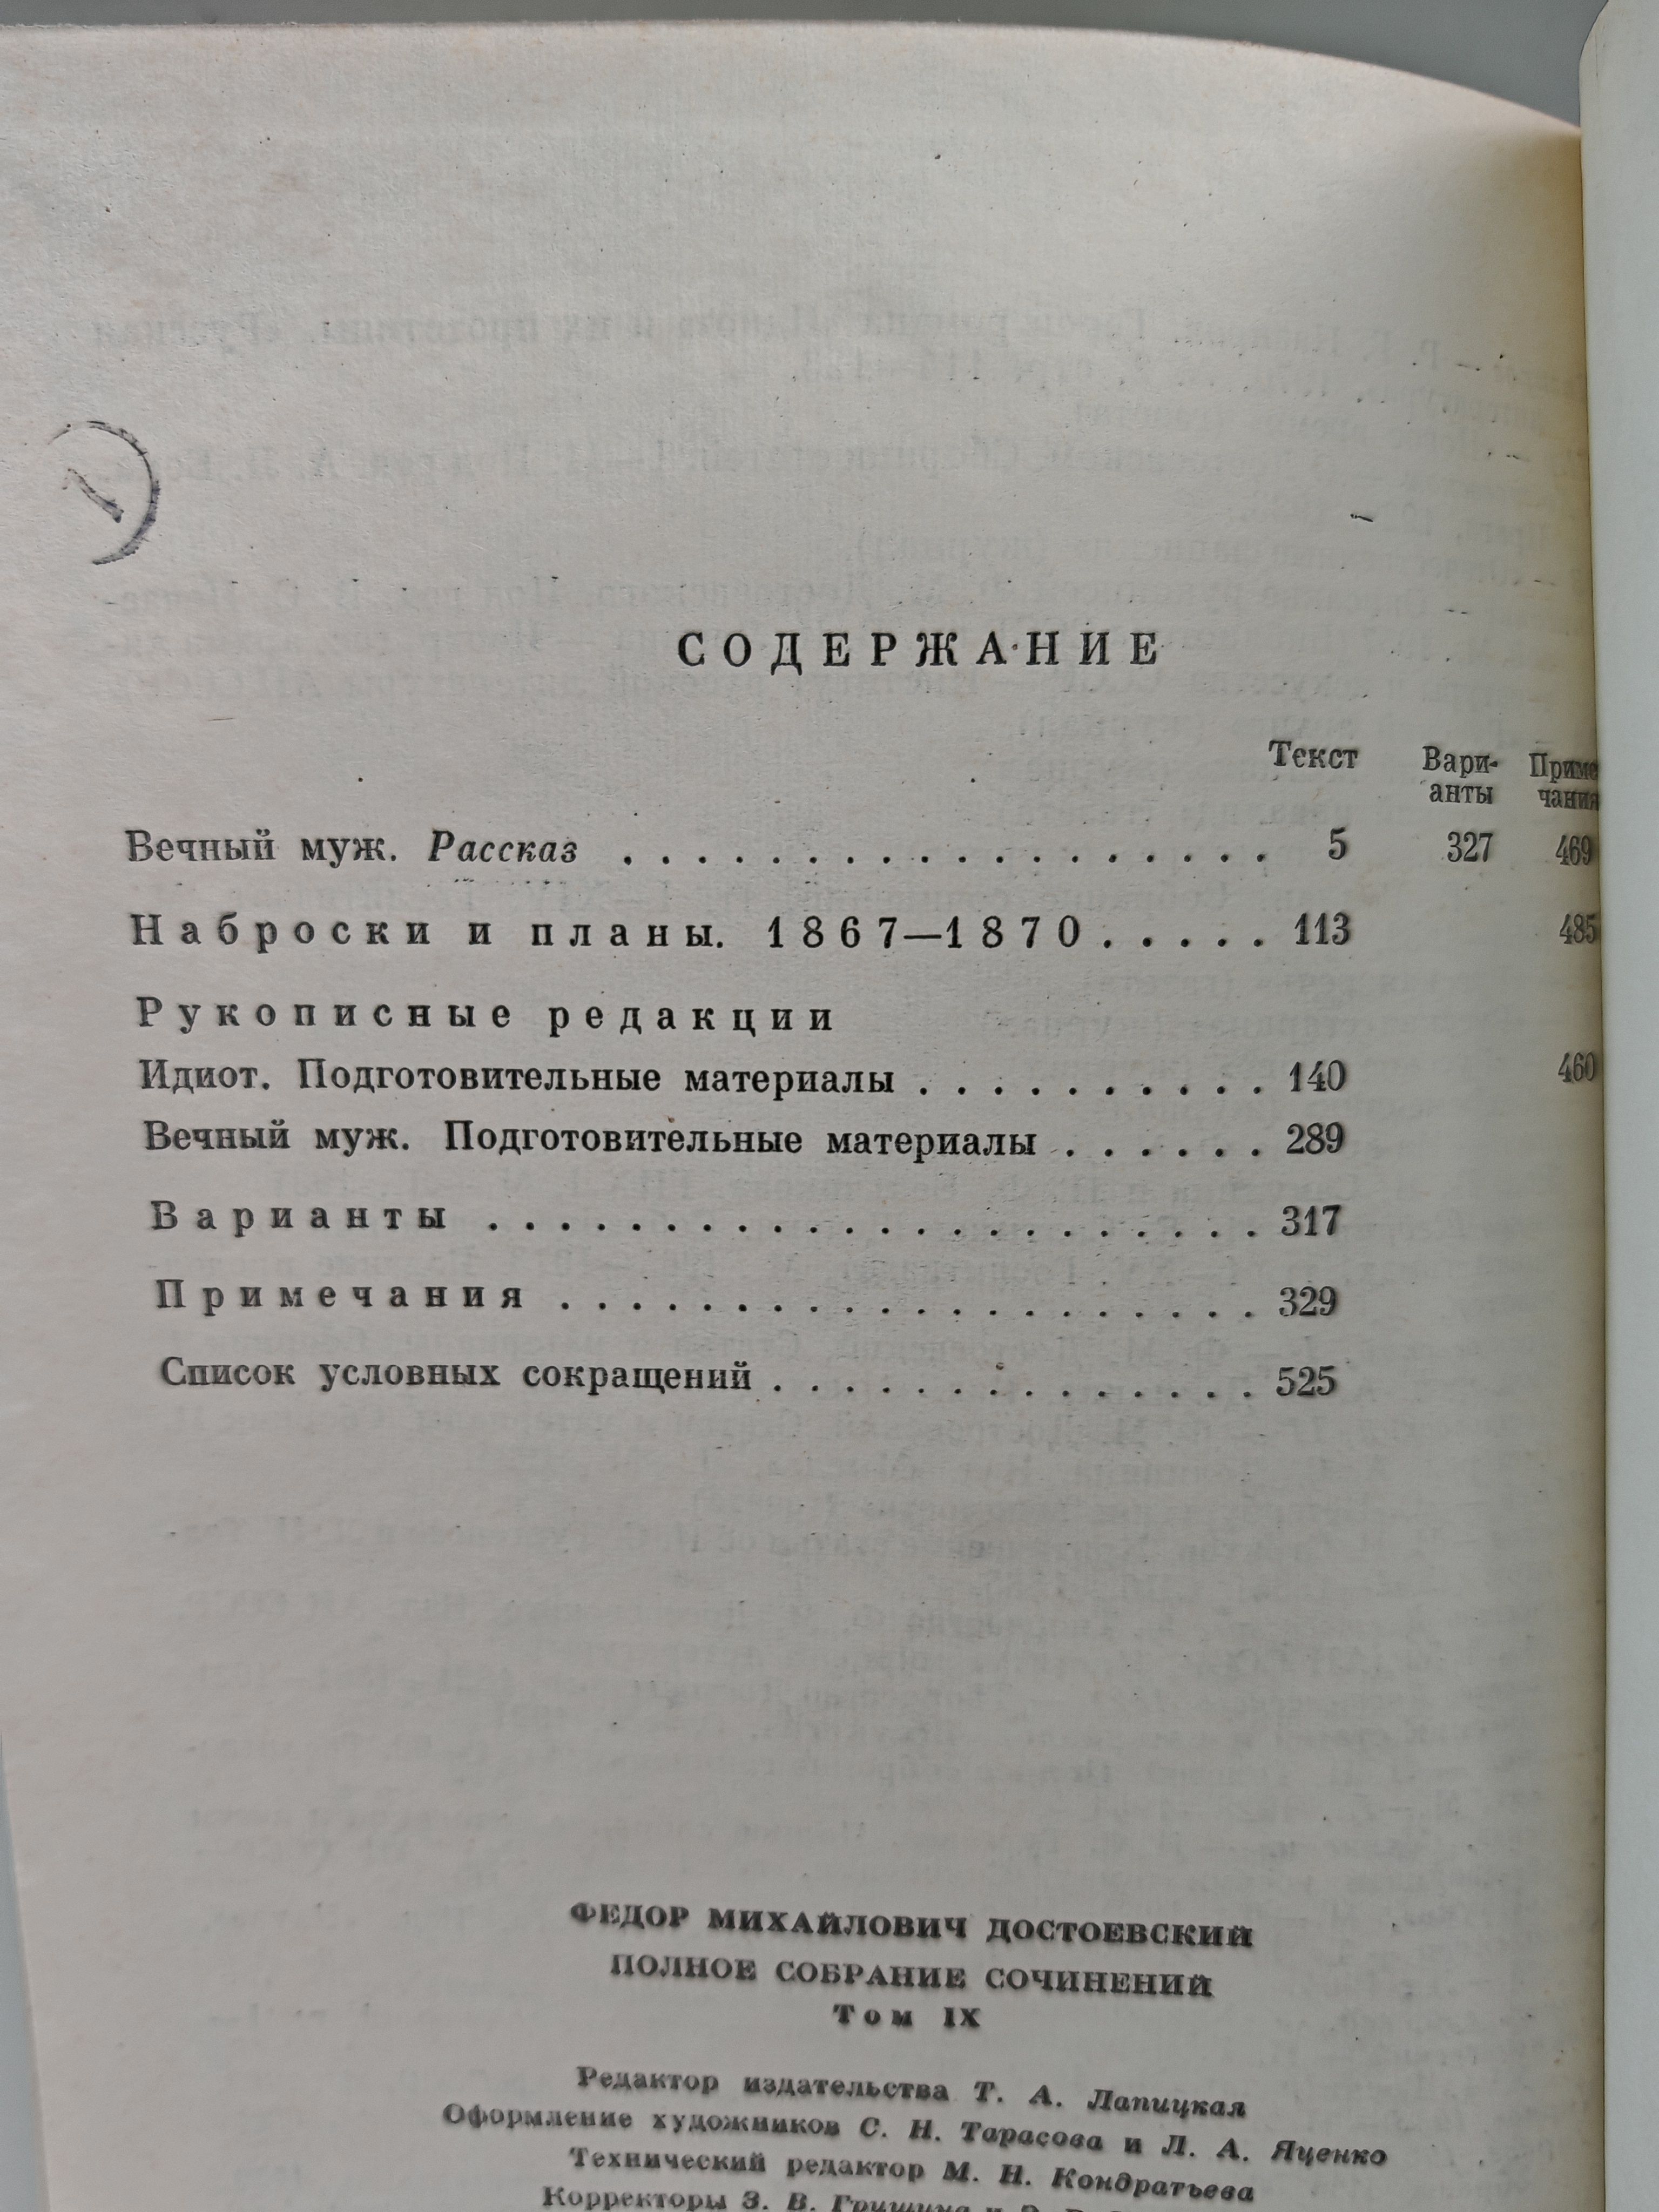 СОДЕРЖАНИЕ
Текст Вари- Приме
анты чания
Вечный муж. Рассказ . . . . . . . . . . . . . . . . . . 5 327 469
Наброски и планы. 1867—1870 . . . . . 113 485
Рукописные редакции
Идиот. Подготовительные материалы . . . . . . . . . . 140 460
Вечный муж. Подготовительные материалы . . . . . . 289
Варианты . . . . . . . . . . . . . . . . . . . . . . 317
Примечания . . . . . . . . . . . . . . . . . . . . 329
Список условных сокращений . . . . . . . . . . . . . . 525
ФЕДОР МИХАЙЛОВИЧ ДОСТОЕВСКИЙ
ПОЛНОЕ СОБРАНИЕ СОЧИНЕНИЙ
Том IX
Редактор издательства Т. А. Лапицкая
Оформление художников С. Н. Тарасова и Л. А. Яценко
Технический редактор М. Н. Кондратьева
Корректоры З. В. Гришина и